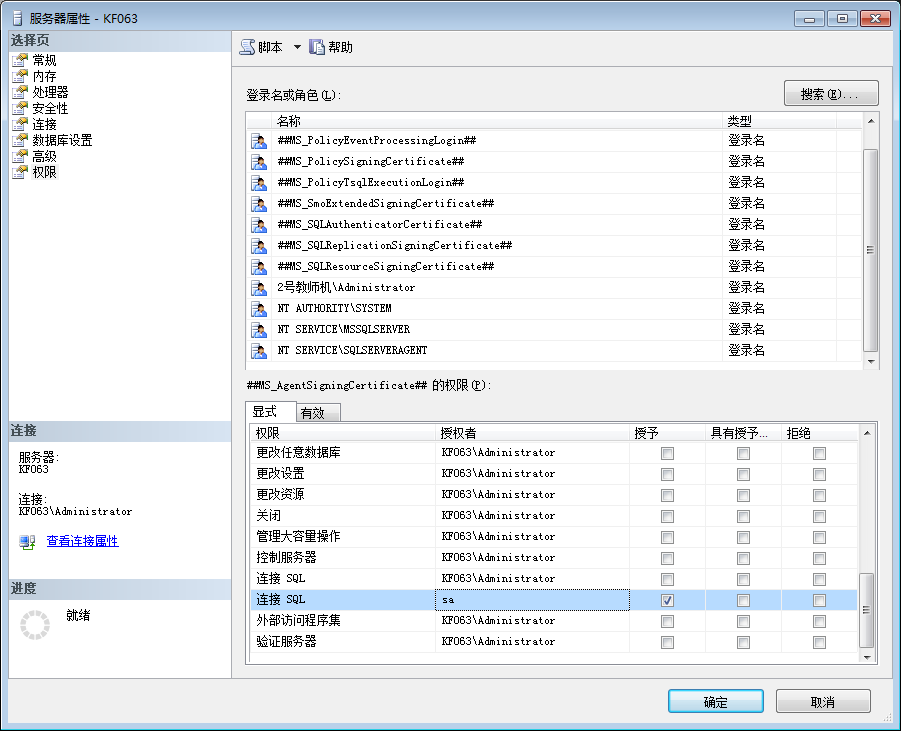 服务器属性 - KF063
选择页
常规
内存
处理器
安全性
连接
数据库设置
高级
权限
脚本 帮助
登录名或角色(L): 搜索(E)...
名称 类型
##MS_PolicyEventProcessingLogin## 登录名
##MS_PolicySigningCertificate## 登录名
##MS_PolicyTsqlExecutionLogin## 登录名
##MS_SmoExtendedSigningCertificate## 登录名
##MS_SQLAuthenticatorCertificate## 登录名
##MS_SQLReplicationSigningCertificate## 登录名
##MS_SQLResourceSigningCertificate## 登录名
2号教师机\Administrator 登录名
NT AUTHORITY\SYSTEM 登录名
NT SERVICE\MSSQLSERVER 登录名
NT SERVICE\SQLSERVERAGENT 登录名
##MS_AgentSigningCertificate## 的权限(P):
显式 有效
权限 授权者 授予 具有授予... 拒绝
更改任意数据库 KF063\Administrator
更改设置 KF063\Administrator
更改资源 KF063\Administrator
关闭 KF063\Administrator
管理大容量操作 KF063\Administrator
控制服务器 KF063\Administrator
连接 SQL KF063\Administrator
连接 SQL sa
外部访问程序集 KF063\Administrator
验证服务器 KF063\Administrator
连接
服务器:
KF063
连接:
KF063\Administrator
查看连接属性
进度
就绪
确定 取消